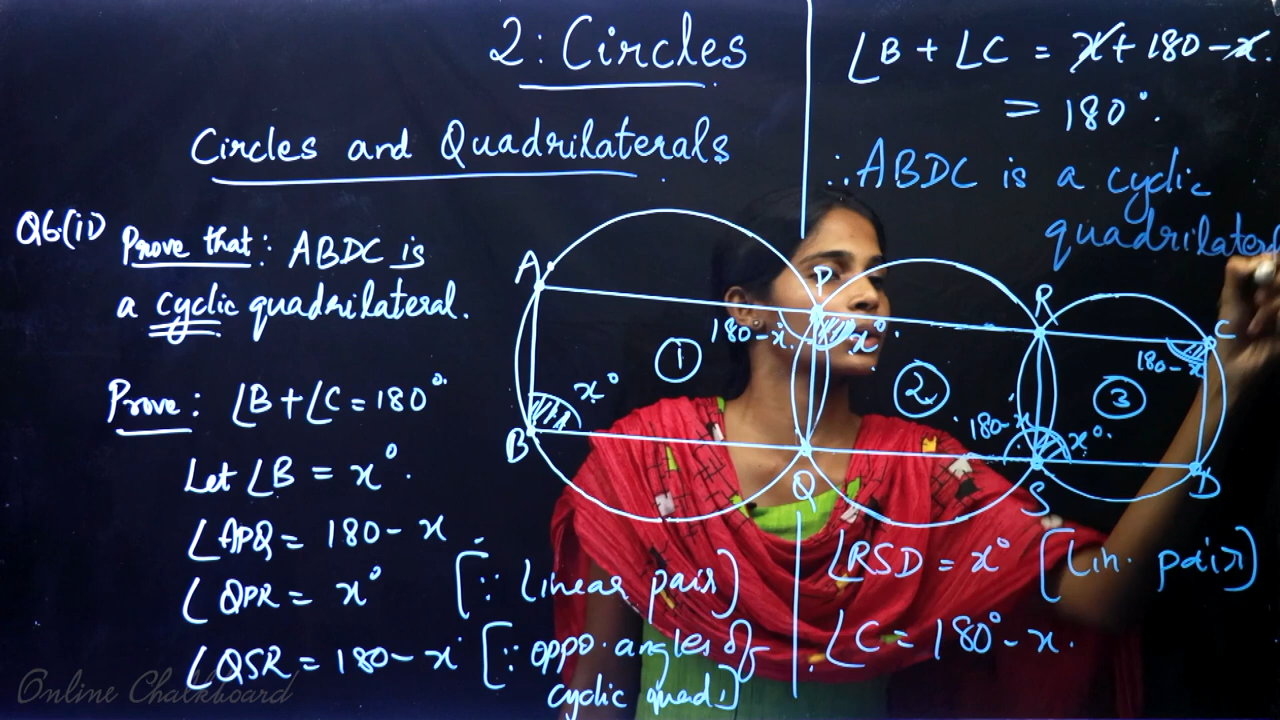 2: Circles
Circles and Quadrilaterals
Q6.(ii) Prove that: ABDC is
a cyclic quadrilateral.
Prove: ∠B+∠C = 180°.
Let ∠B = x°.
∠APQ = 180 - x
∠QPR = x° [∵ linear pair]
∠QSR = 180 - x [∵ oppo. angles of
cyclic quad.]
A
P
R
C
180-x.
x°.
180-x
1
2
3
x°
180-x
x°.
B
Q
S
D
∠RSD = x° [Lin. pair]
∠C = 180° - x.
∠B + ∠C = x + 180 - x.
= 180°.
∴ ABDC is a cyclic
quadrilateral
Online Chalkboard